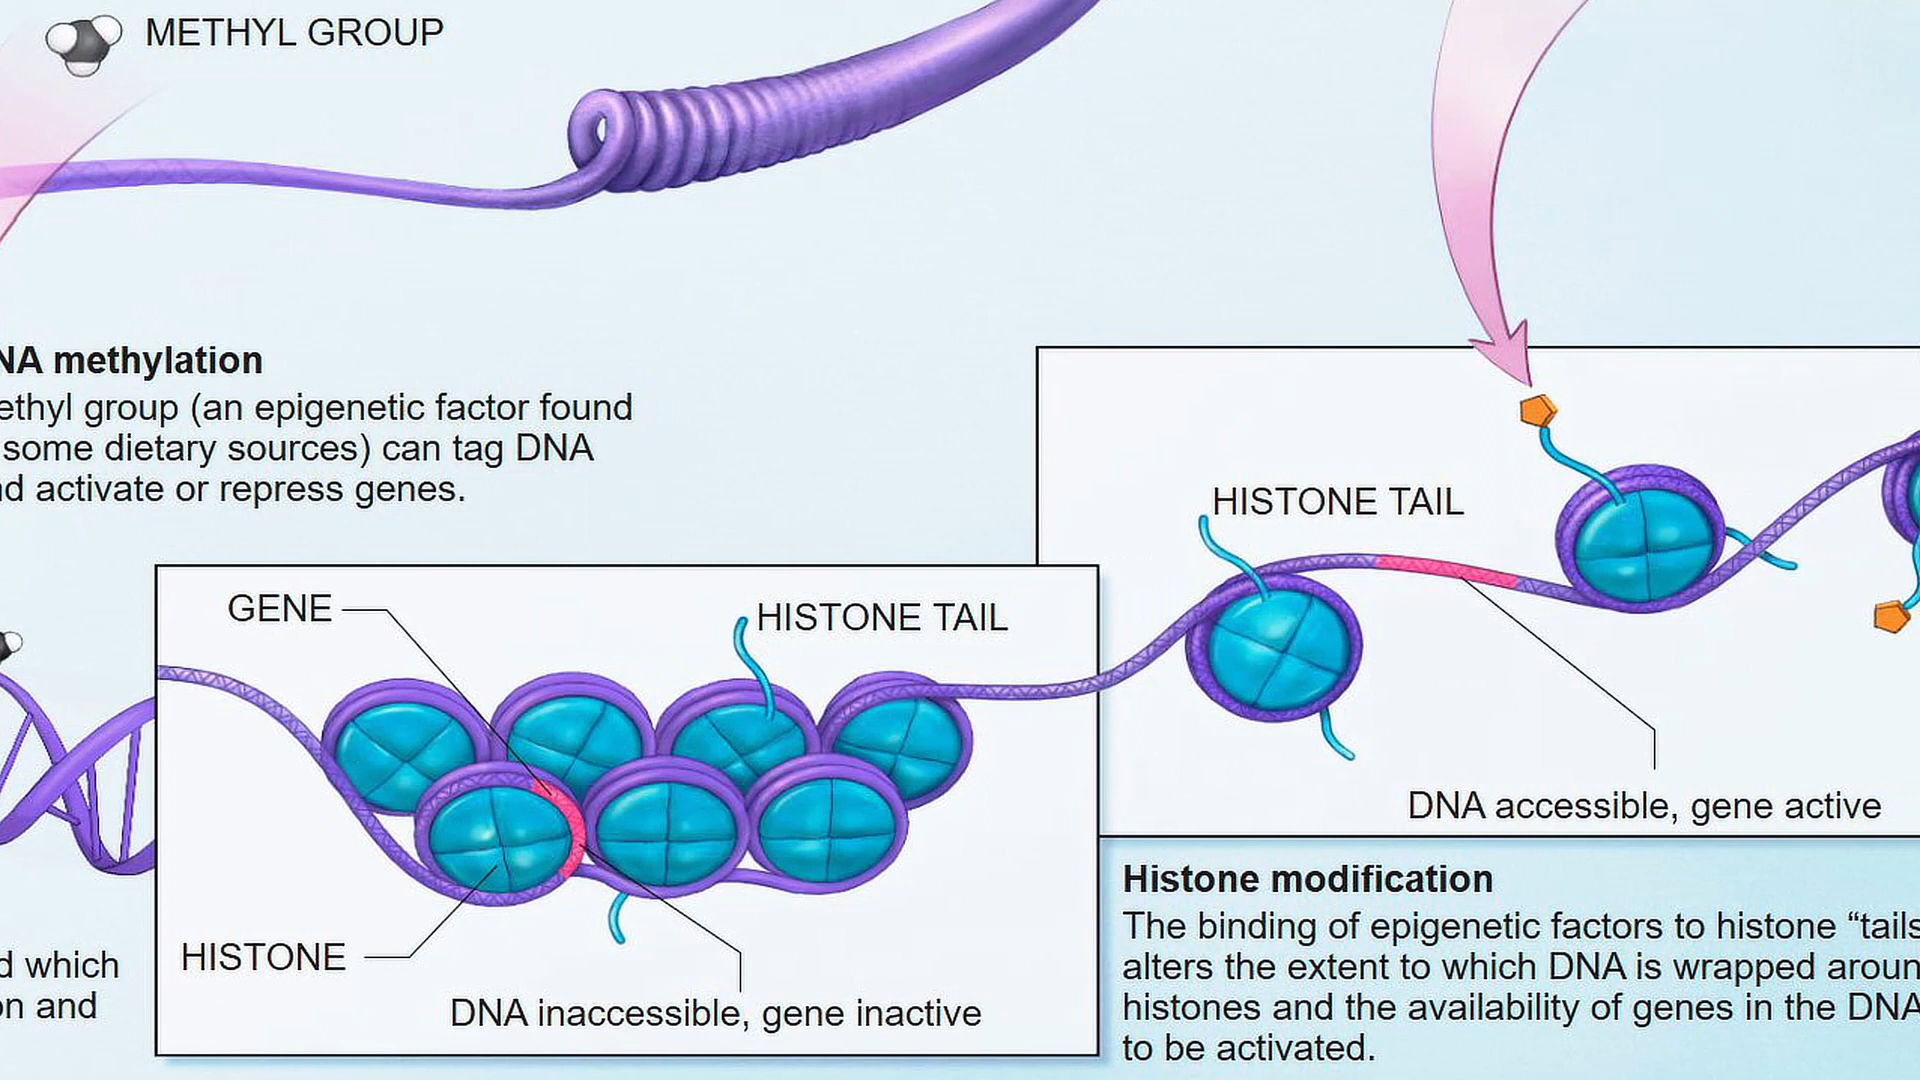 METHYL GROUP
NA methylation
ethyl group (an epigenetic factor found
some dietary sources) can tag DNA
nd activate or repress genes.
HISTONE TAIL
GENE
HISTONE TAIL
DNA accessible, gene active
HISTONE
DNA inaccessible, gene inactive
d which
on and
Histone modification
The binding of epigenetic factors to histone “tails
alters the extent to which DNA is wrapped aroun
histones and the availability of genes in the DNA
to be activated.